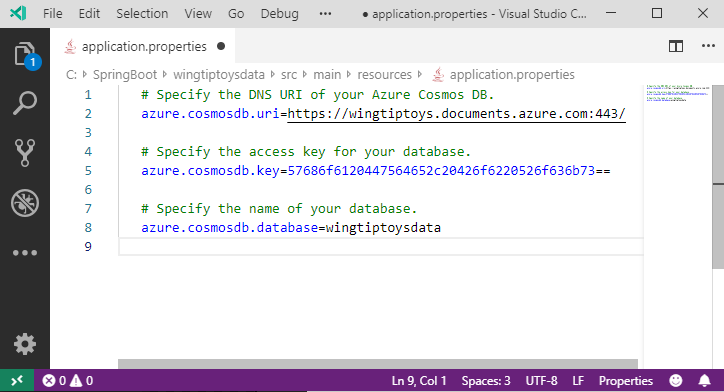 File Edit Selection View Go Debug ••• ● application.properties - Visual Studio C...
application.properties ●
1
C: > SpringBoot > wingtiptoysdata > src > main > resources > application.properties
1 # Specify the DNS URI of your Azure Cosmos DB.
2 azure.cosmosdb.uri=https://wingtiptoys.documents.azure.com:443/
3
4 # Specify the access key for your database.
5 azure.cosmosdb.key=57686f6120447564652c20426f6220526f636b73==
6
7 # Specify the name of your database.
8 azure.cosmosdb.database=wingtiptoysdata
9
0 0 Ln 9, Col 1 Spaces: 3 UTF-8 LF Properties